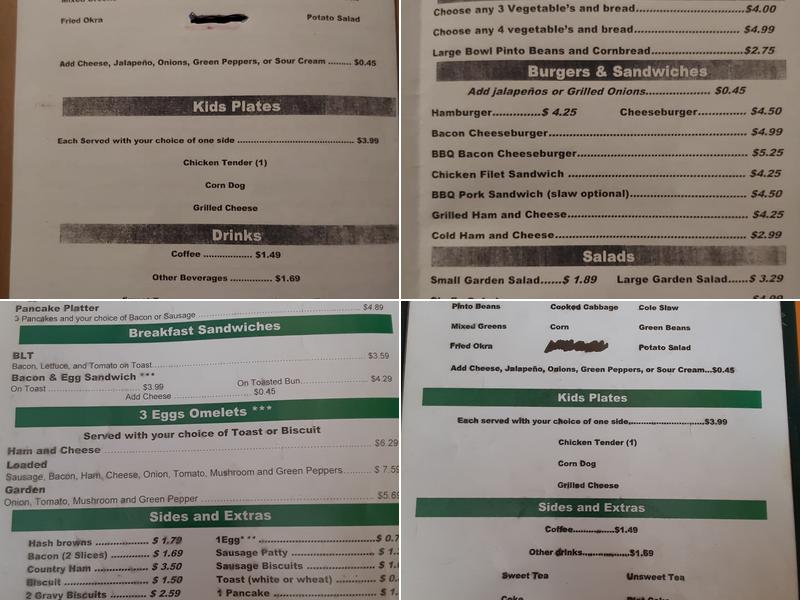 Fried Okra Potato Salad
Add Cheese, Jalapeño, Onions, Green Peppers, or Sour Cream ......... $0.45
Kids Plates
Each Served with your choice of one side ........................................ $3.99
Chicken Tender (1)
Corn Dog
Grilled Cheese
Drinks
Coffee ............... $1.49
Other Beverages ............ $1.69
Choose any 3 Vegetable's and bread..............................$4.00
Choose any 4 vegetable's and bread..............................$4.99
Large Bowl Pinto Beans and Cornbread.........................$2.75
Burgers & Sandwiches
Add jalapeños or Grilled Onions...................... $0.45
Hamburger.............$ 4.25 Cheeseburger.............. $4.50
Bacon Cheeseburger.................................................$4.99
BBQ Bacon Cheeseburger..........................................$5.25
Chicken Filet Sandwich ............................................$4.25
BBQ Pork Sandwich (slaw optional)............................$4.50
Grilled Ham and Cheese............................................$4.25
Cold Ham and Cheese...............................................$2.99
Salads
Small Garden Salad......$ 1.89 Large Garden Salad......$ 3.29
Pancake Platter ............ $4.89
3 Pancakes and your choice of Bacon or Sausage
Breakfast Sandwiches
BLT ............ $3.59
Bacon, Lettuce, and Tomato on Toast
Bacon & Egg Sandwich ***
On Toast ............ $3.99 On Toasted Bun............ $4.29
Add Cheese ............ $0.45
3 Eggs Omelets ***
Served with your choice of Toast or Biscuit
Ham and Cheese ............ $6.29
Loaded
Sausage, Bacon, Ham, Cheese, Onion, Tomato, Mushroom and Green Peppers......... $ 7.59
Garden
Onion, Tomato, Mushroom and Green Pepper ............ $5.69
Sides and Extras
Hash browns ............... $ 1.79 1Egg*** ............ $ 0.7
Bacon (2 Slices) ............ $ 1.69 Sausage Patty ............ $ 1.
Country Ham ............... $ 3.50 Sausage Biscuits ............ $ 1.
Biscuit ............ $ 1.50 Toast (white or wheat) ............ $ 0.
2 Gravy Biscuits ............ $ 2.59 1 Pancake ............ $ 1.
Pinto Beans Cooked Cabbage Cole Slaw
Mixed Greens Corn Green Beans
Fried Okra Potato Salad
Add Cheese, Jalapeño, Onions, Green Peppers, or Sour Cream...$0.45
Kids Plates
Each served with your choice of one side........................$3.99
Chicken Tender (1)
Corn Dog
Grilled Cheese
Sides and Extras
Coffee............$1.49
Other drinks...............$1.69
Sweet Tea Unsweet Tea